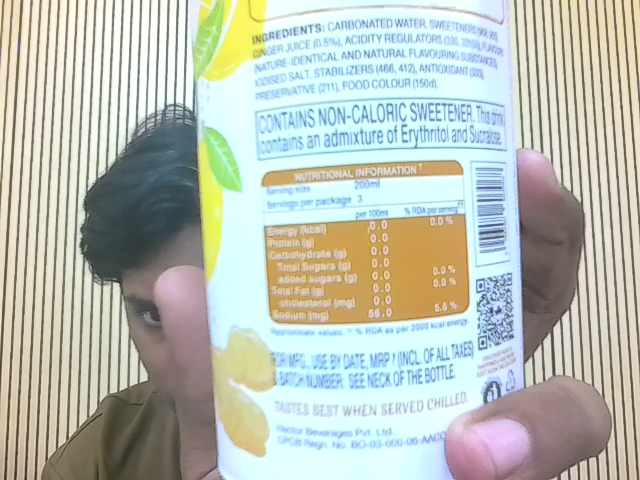 INGREDIENTS: CARBONATED WATER, SWEETENERS (968, 955)
GINGER JUICE (0.5%), ACIDITY REGULATORS (330, 331(iii)), FLAVOUR
(NATURE-IDENTICAL AND NATURAL FLAVOURING SUBSTANCES)
IODISED SALT, STABILIZERS (466, 412), ANTIOXIDANT (300),
PRESERVATIVE (211), FOOD COLOUR (150d).
CONTAINS NON-CALORIC SWEETENER. This drink
contains an admixture of Erythritol and Sucralose.
NUTRITIONAL INFORMATION †
Serving size 200ml
Servings per package 3
per 100ml % RDA per serving**
Energy (kcal) 0.0 0.0 %
Protein (g) 0.0
Carbohydrate (g) 0.0
Total Sugars (g) 0.0
added sugars (g) 0.0 0.0 %
Total Fat (g) 0.0 0.0 %
cholesterol (mg) 0.0
Sodium (mg) 56.0 5.6 %
Approximate values ** % RDA as per 2000 kcal energy.
FOR MFG., USE BY DATE, MRP ₹ (INCL. OF ALL TAXES)
BATCH NUMBER: SEE NECK OF THE BOTTLE.
TASTES BEST WHEN SERVED CHILLED.
Hector Beverages Pvt. Ltd.,
CPCB Regn. No. BO-03-000-06-AACC